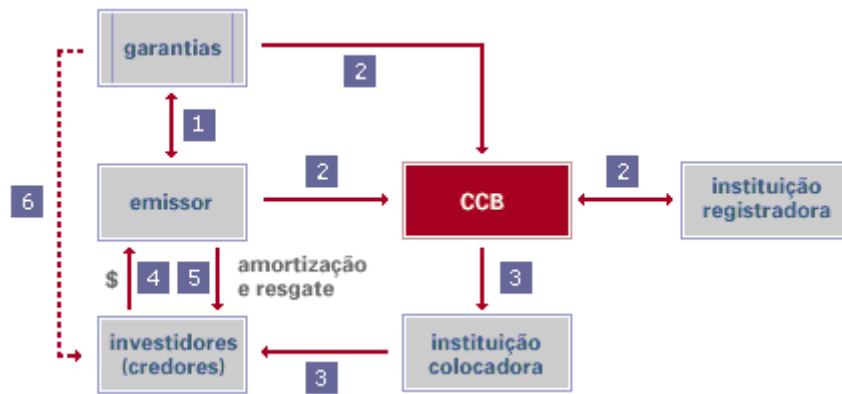 garantias
2
1
emissor
2
CCB
2
instituição
registradora
6
$
4
5
amortização
e resgate
3
investidores
(credores)
3
instituição
colocadora